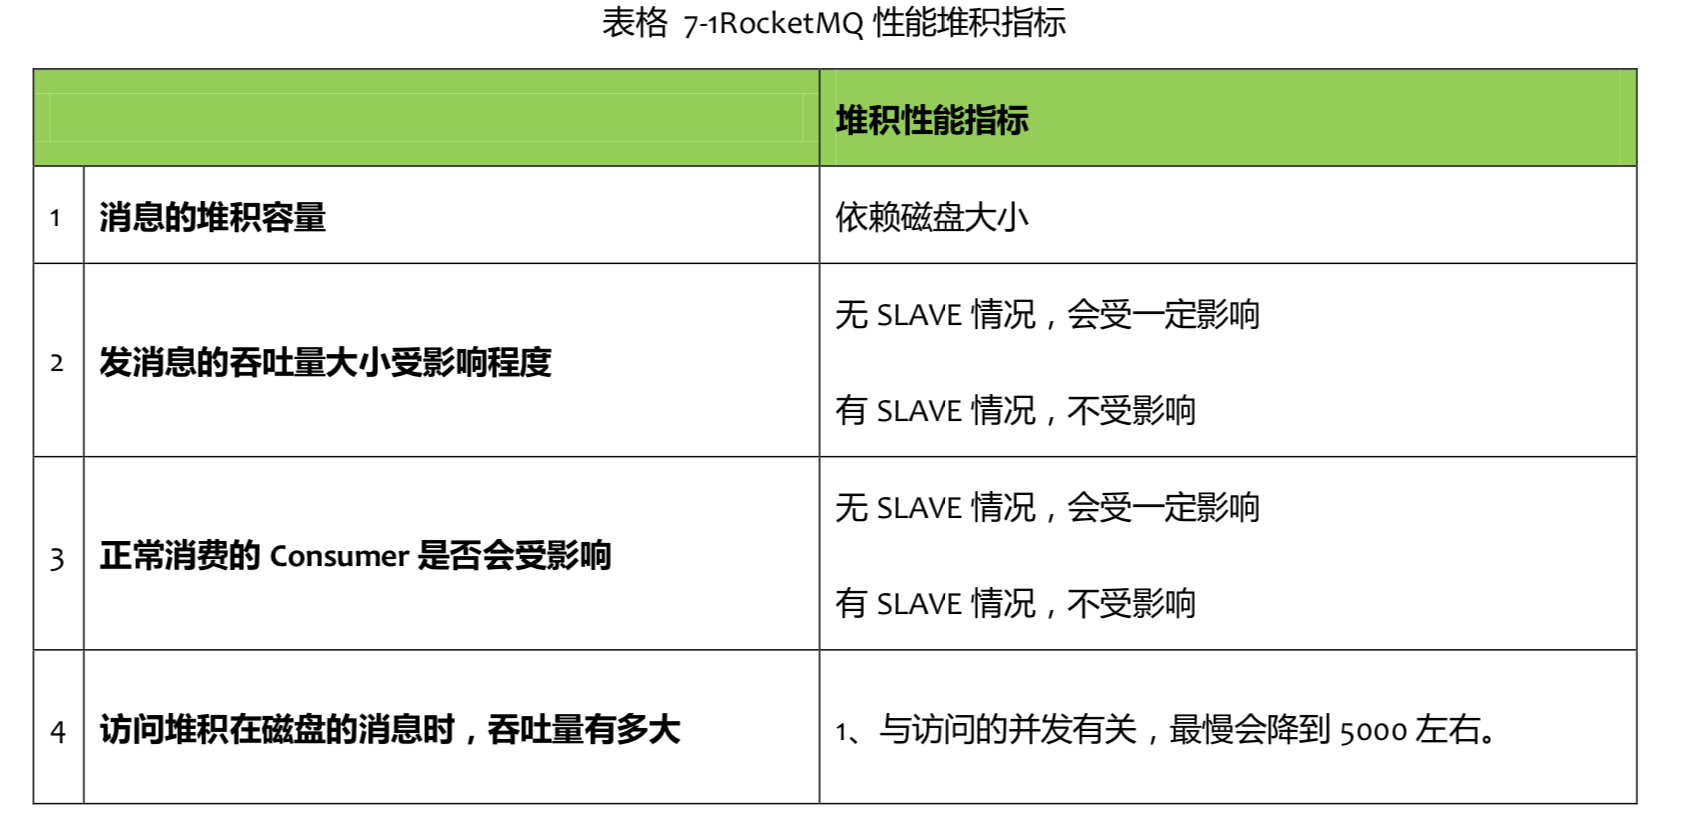 表格 7-1RocketMQ 性能堆积指标
堆积性能指标
1 消息的堆积容量 依赖磁盘大小
2 发消息的吞吐量大小受影响程度 无 SLAVE 情况，会受一定影响
有 SLAVE 情况，不受影响
3 正常消费的 Consumer 是否会受影响 无 SLAVE 情况，会受一定影响
有 SLAVE 情况，不受影响
4 访问堆积在磁盘的消息时，吞吐量有多大 1、与访问的并发有关，最慢会降到 5000 左右。